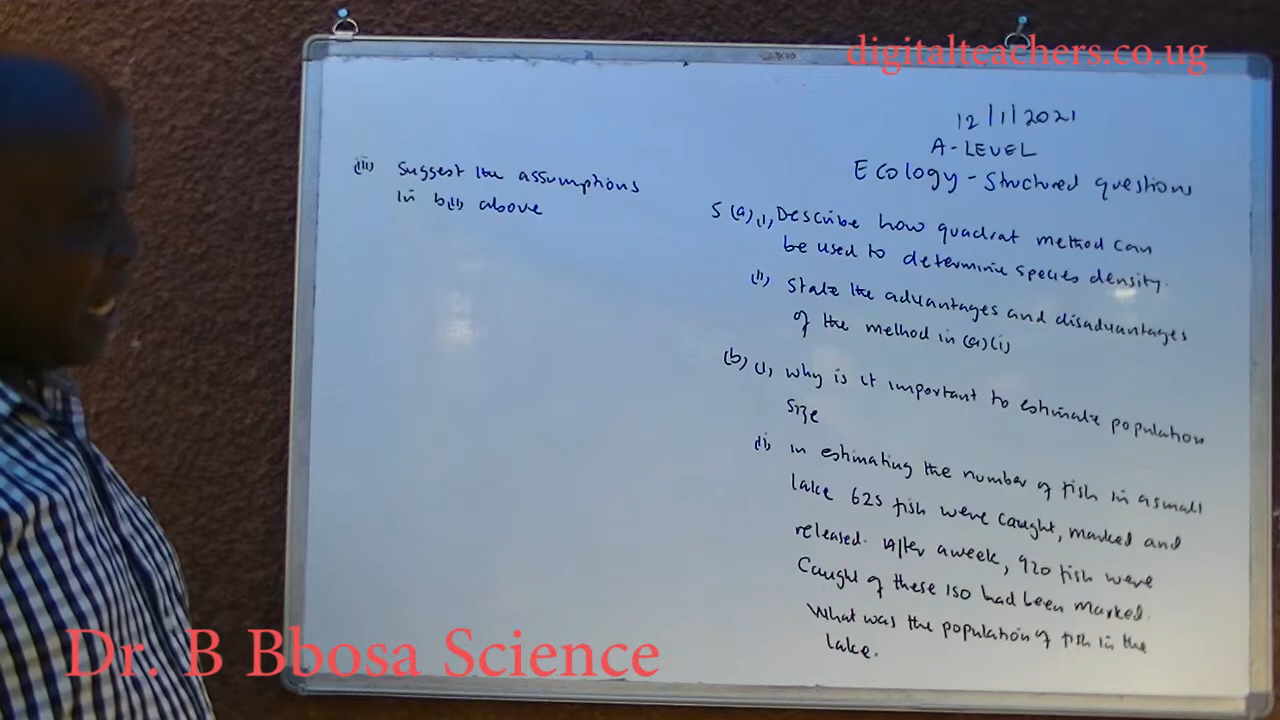 digitalteachers.co.ug
12/1/2021
A-LEVEL
Ecology - Structured questions
5 (a) (i), Describe how quadrat method can
be used to determine species density.
(ii) State the advantages and disadvantages
of the method in (a)(i)
(b) (i), why is it important to estimate population
size
(ii) in estimating the number of fish in a small
lake 625 fish were caught, marked and
released. After a week, 920 fish were
Caught of these 150 had been marked.
What was the population of fish in the
lake.
(iii) Suggest the assumptions
in b(ii) above
Dr. B Bbosa Science